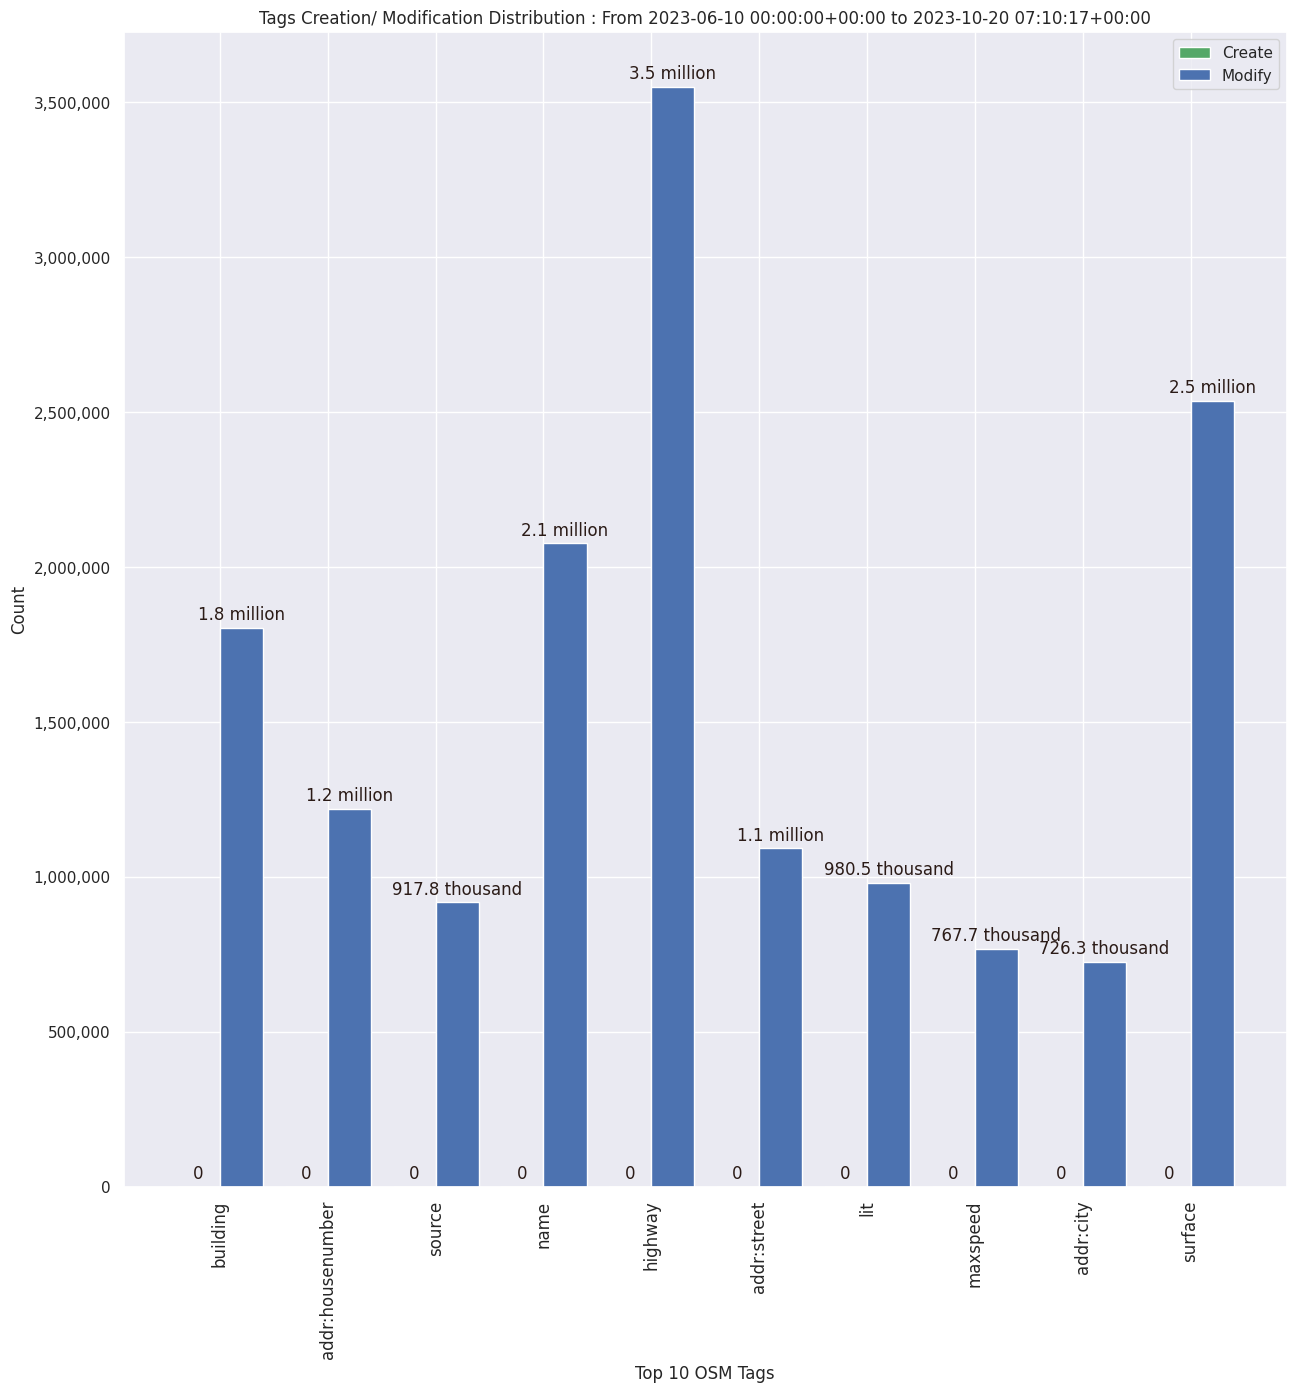 Tags Creation/ Modification Distribution : From 2023-06-10 00:00:00+00:00 to 2023-10-20 07:10:17+00:00
Create
Modify
3.5 million
3,500,000
3,000,000
2,500,000
2.5 million
2.1 million
2,000,000
1.8 million
Count
1,500,000
1.2 million
1.1 million
1,000,000
980.5 thousand
917.8 thousand
767.7 thousand
726.3 thousand
500,000
0
0 0 0 0 0 0 0 0 0 0
building
addr:housenumber
source
name
highway
addr:street
lit
maxspeed
addr:city
surface
Top 10 OSM Tags